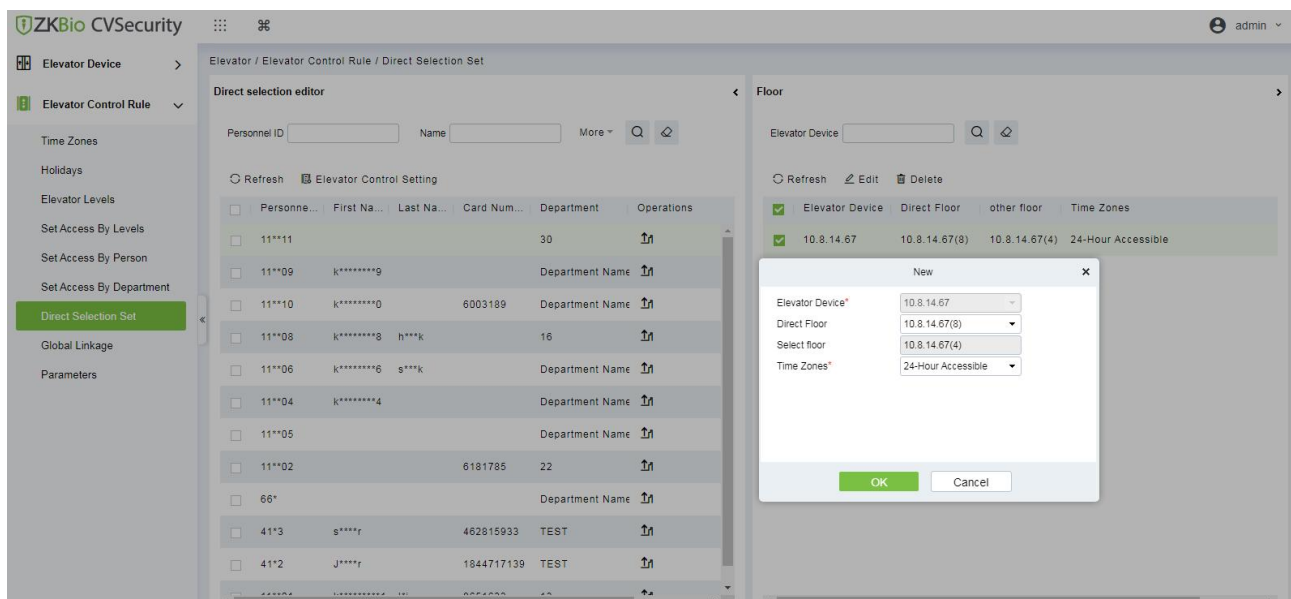 ZKBio CVSecurity
admin
Elevator Device
Elevator Control Rule
Time Zones
Holidays
Elevator Levels
Set Access By Levels
Set Access By Person
Set Access By Department
Direct Selection Set
Global Linkage
Parameters
Elevator / Elevator Control Rule / Direct Selection Set
Direct selection editor
Personnel ID Name More
Refresh Elevator Control Setting
Personne... First Na... Last Na... Card Num... Department Operations
11**11 30
11**09 k********9 Department Name
11**10 k********0 6003189 Department Name
11**08 k********8 h***k 16
11**06 k********6 s***k Department Name
11**04 k********4 Department Name
11**05 Department Name
11**02 6181785 22
66* Department Name
41*3 s****r 462815933 TEST
41*2 J****r 1844717139 TEST
Floor
Elevator Device
Refresh Edit Delete
Elevator Device Direct Floor other floor Time Zones
10.8.14.67 10.8.14.67(8) 10.8.14.67(4) 24-Hour Accessible
New
Elevator Device* 10.8.14.67
Direct Floor 10.8.14.67(8)
Select floor 10.8.14.67(4)
Time Zones* 24-Hour Accessible
OK Cancel